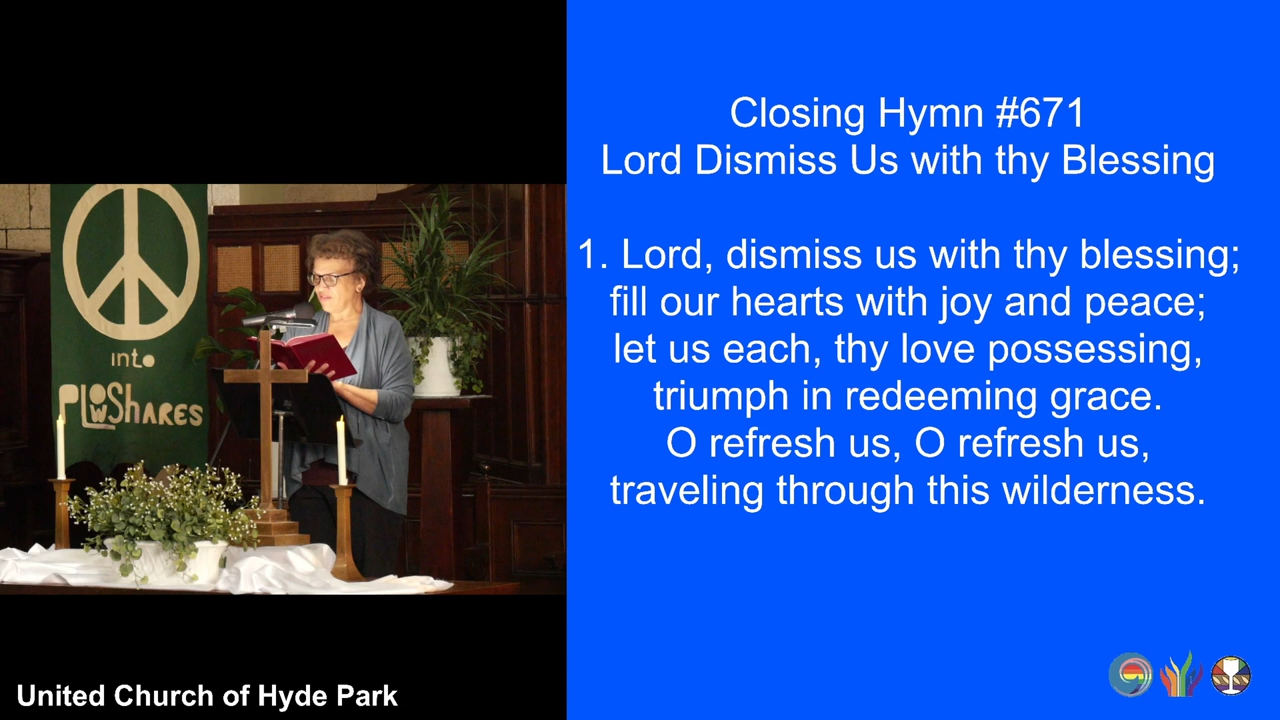 Closing Hymn #671
Lord Dismiss Us with thy Blessing
1. Lord, dismiss us with thy blessing;
fill our hearts with joy and peace;
let us each, thy love possessing,
triumph in redeeming grace.
O refresh us, O refresh us,
traveling through this wilderness.
into
PLOWShARES
United Church of Hyde Park